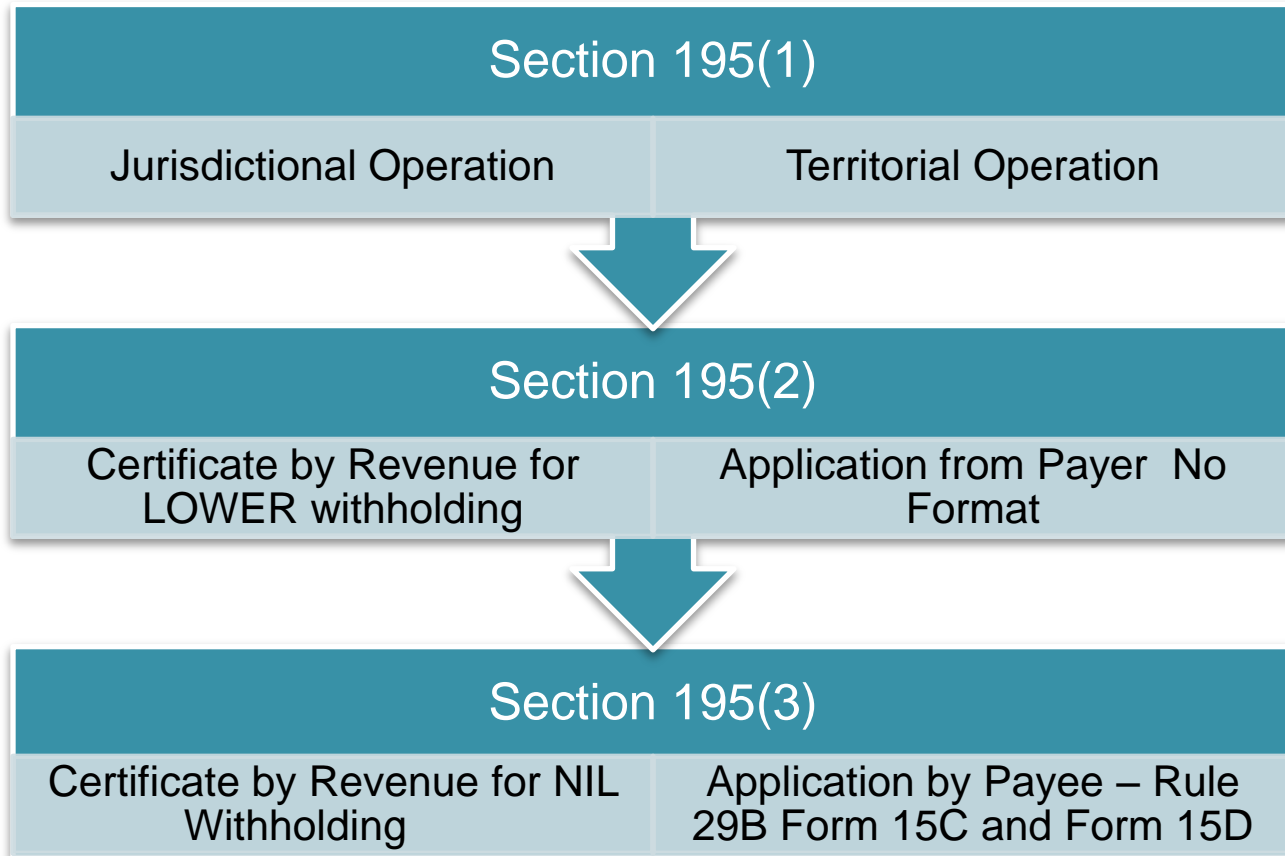 Section 195(1)
Jurisdictional Operation
Territorial Operation
Section 195(2)
Certificate by Revenue for
LOWER withholding
Application from Payer  No
Format
Section 195(3)
Certificate by Revenue for NIL
Withholding
Application by Payee – Rule
29B Form 15C and Form 15D